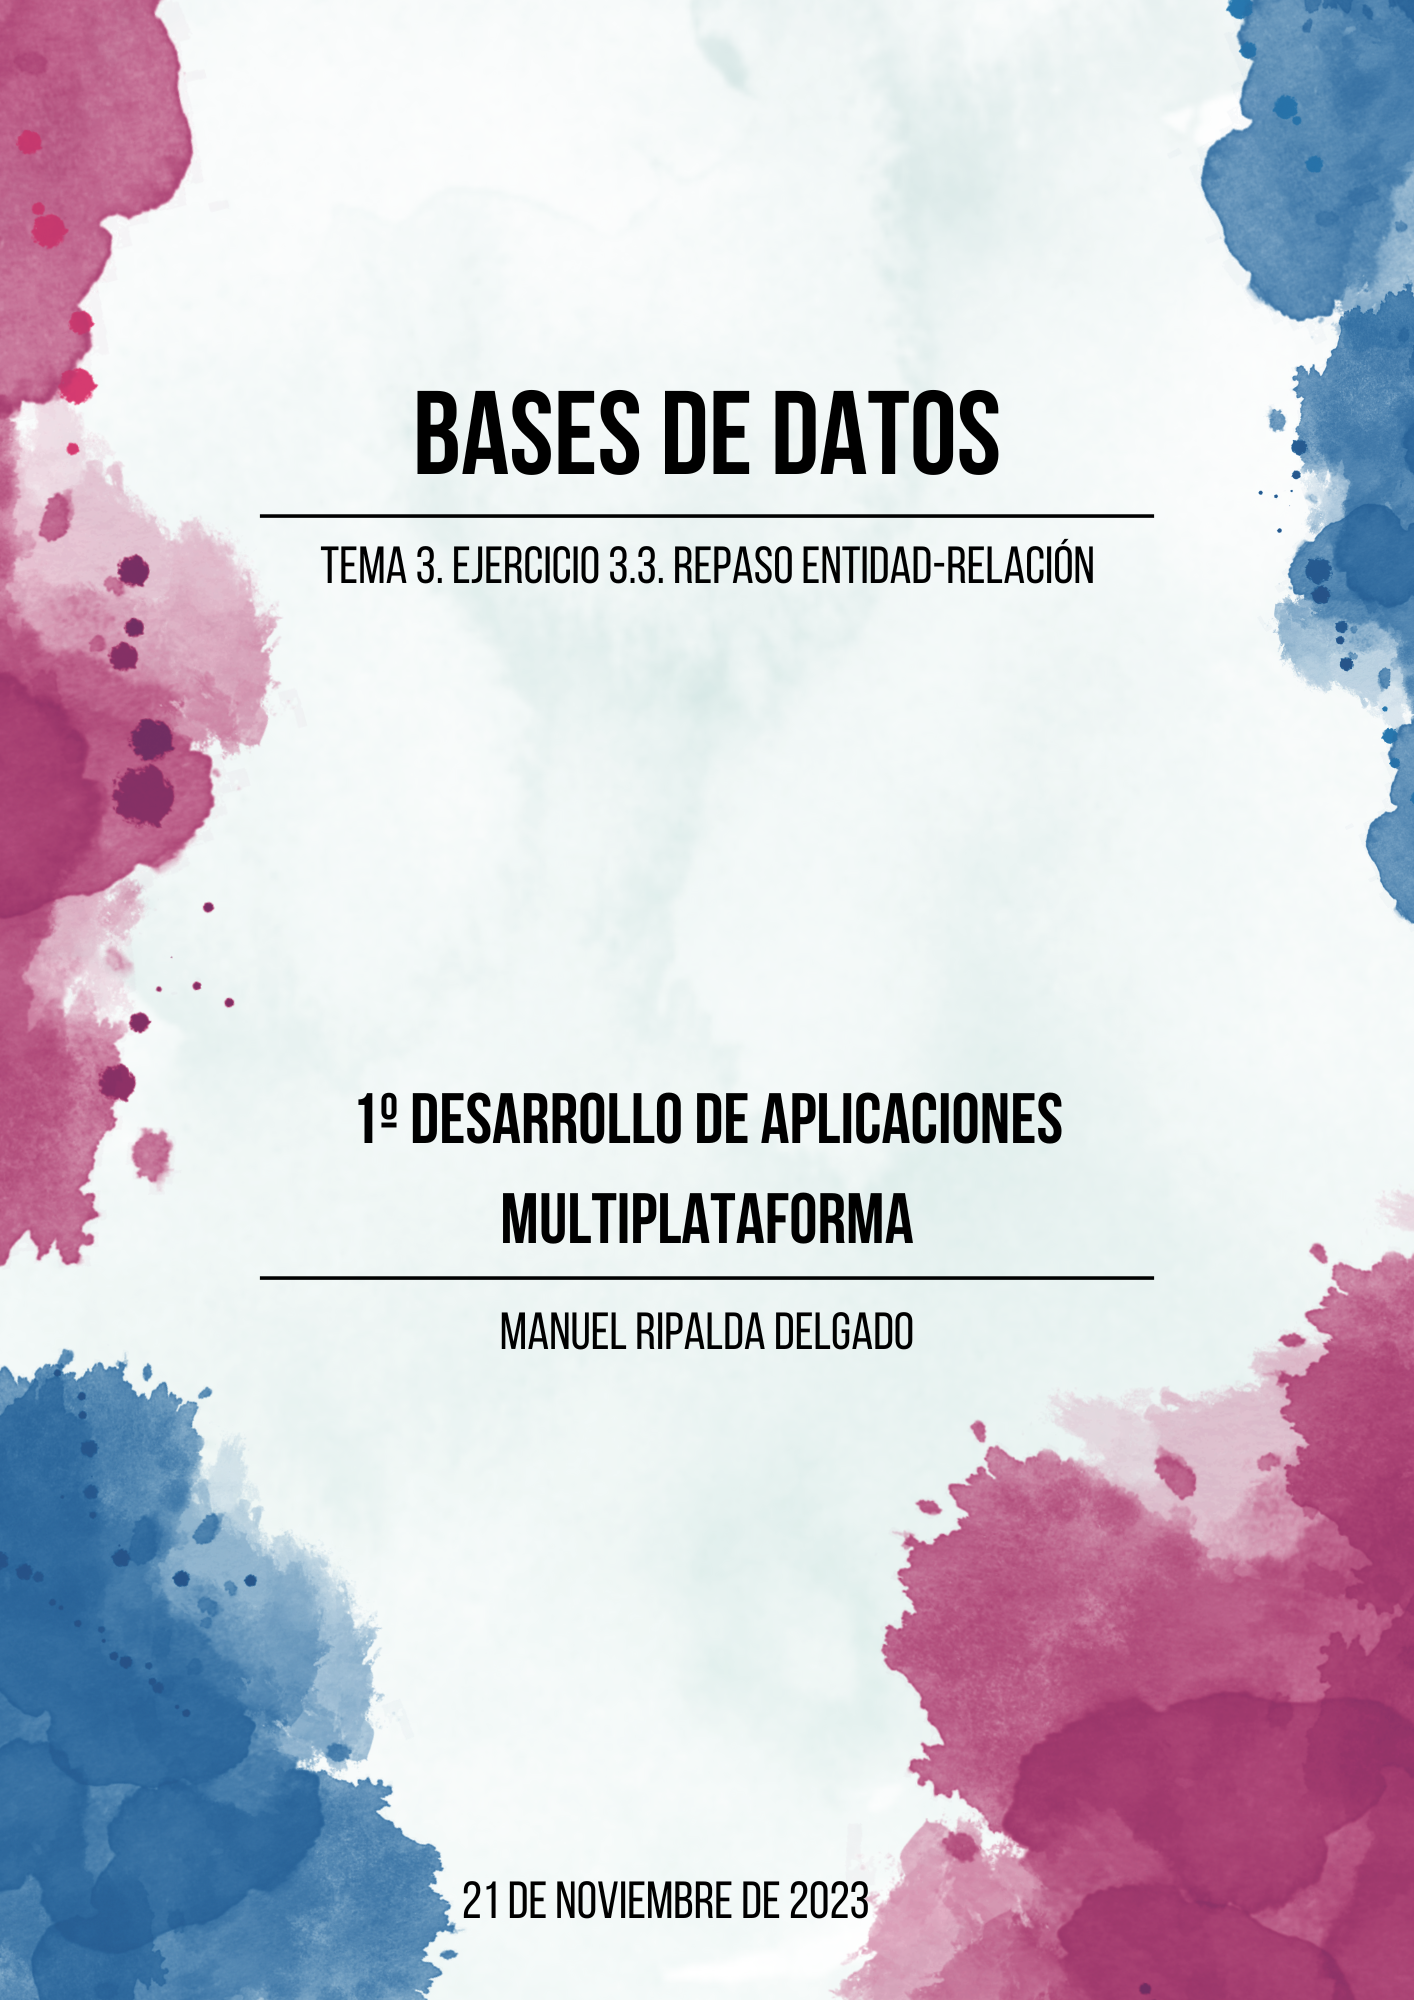 BASES DE DATOS
TEMA 3. EJERCICIO 3.3. REPASO ENTIDAD-RELACIÓN
1º DESARROLLO DE APLICACIONES
MULTIPLATAFORMA
MANUEL RIPALDA DELGADO
21 DE NOVIEMBRE DE 2023